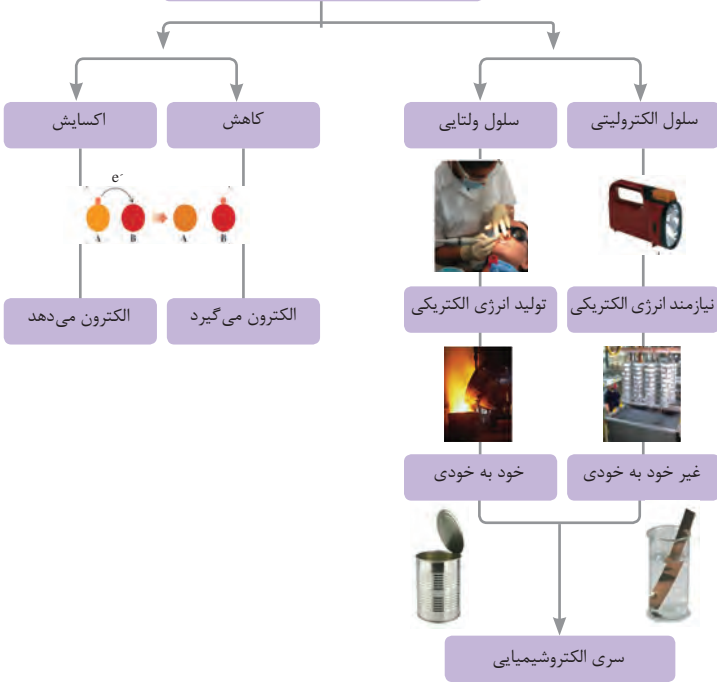 سلول الکترولیتی
سلول ولتایی
کاهش
اکسایش
e⁻
A B A B
نیازمند انرژی الکتریکی
تولید انرژی الکتریکی
الکترون می‌گیرد
الکترون می‌دهد
غیر خود به خودی
خود به خودی
سری الکتروشیمیایی